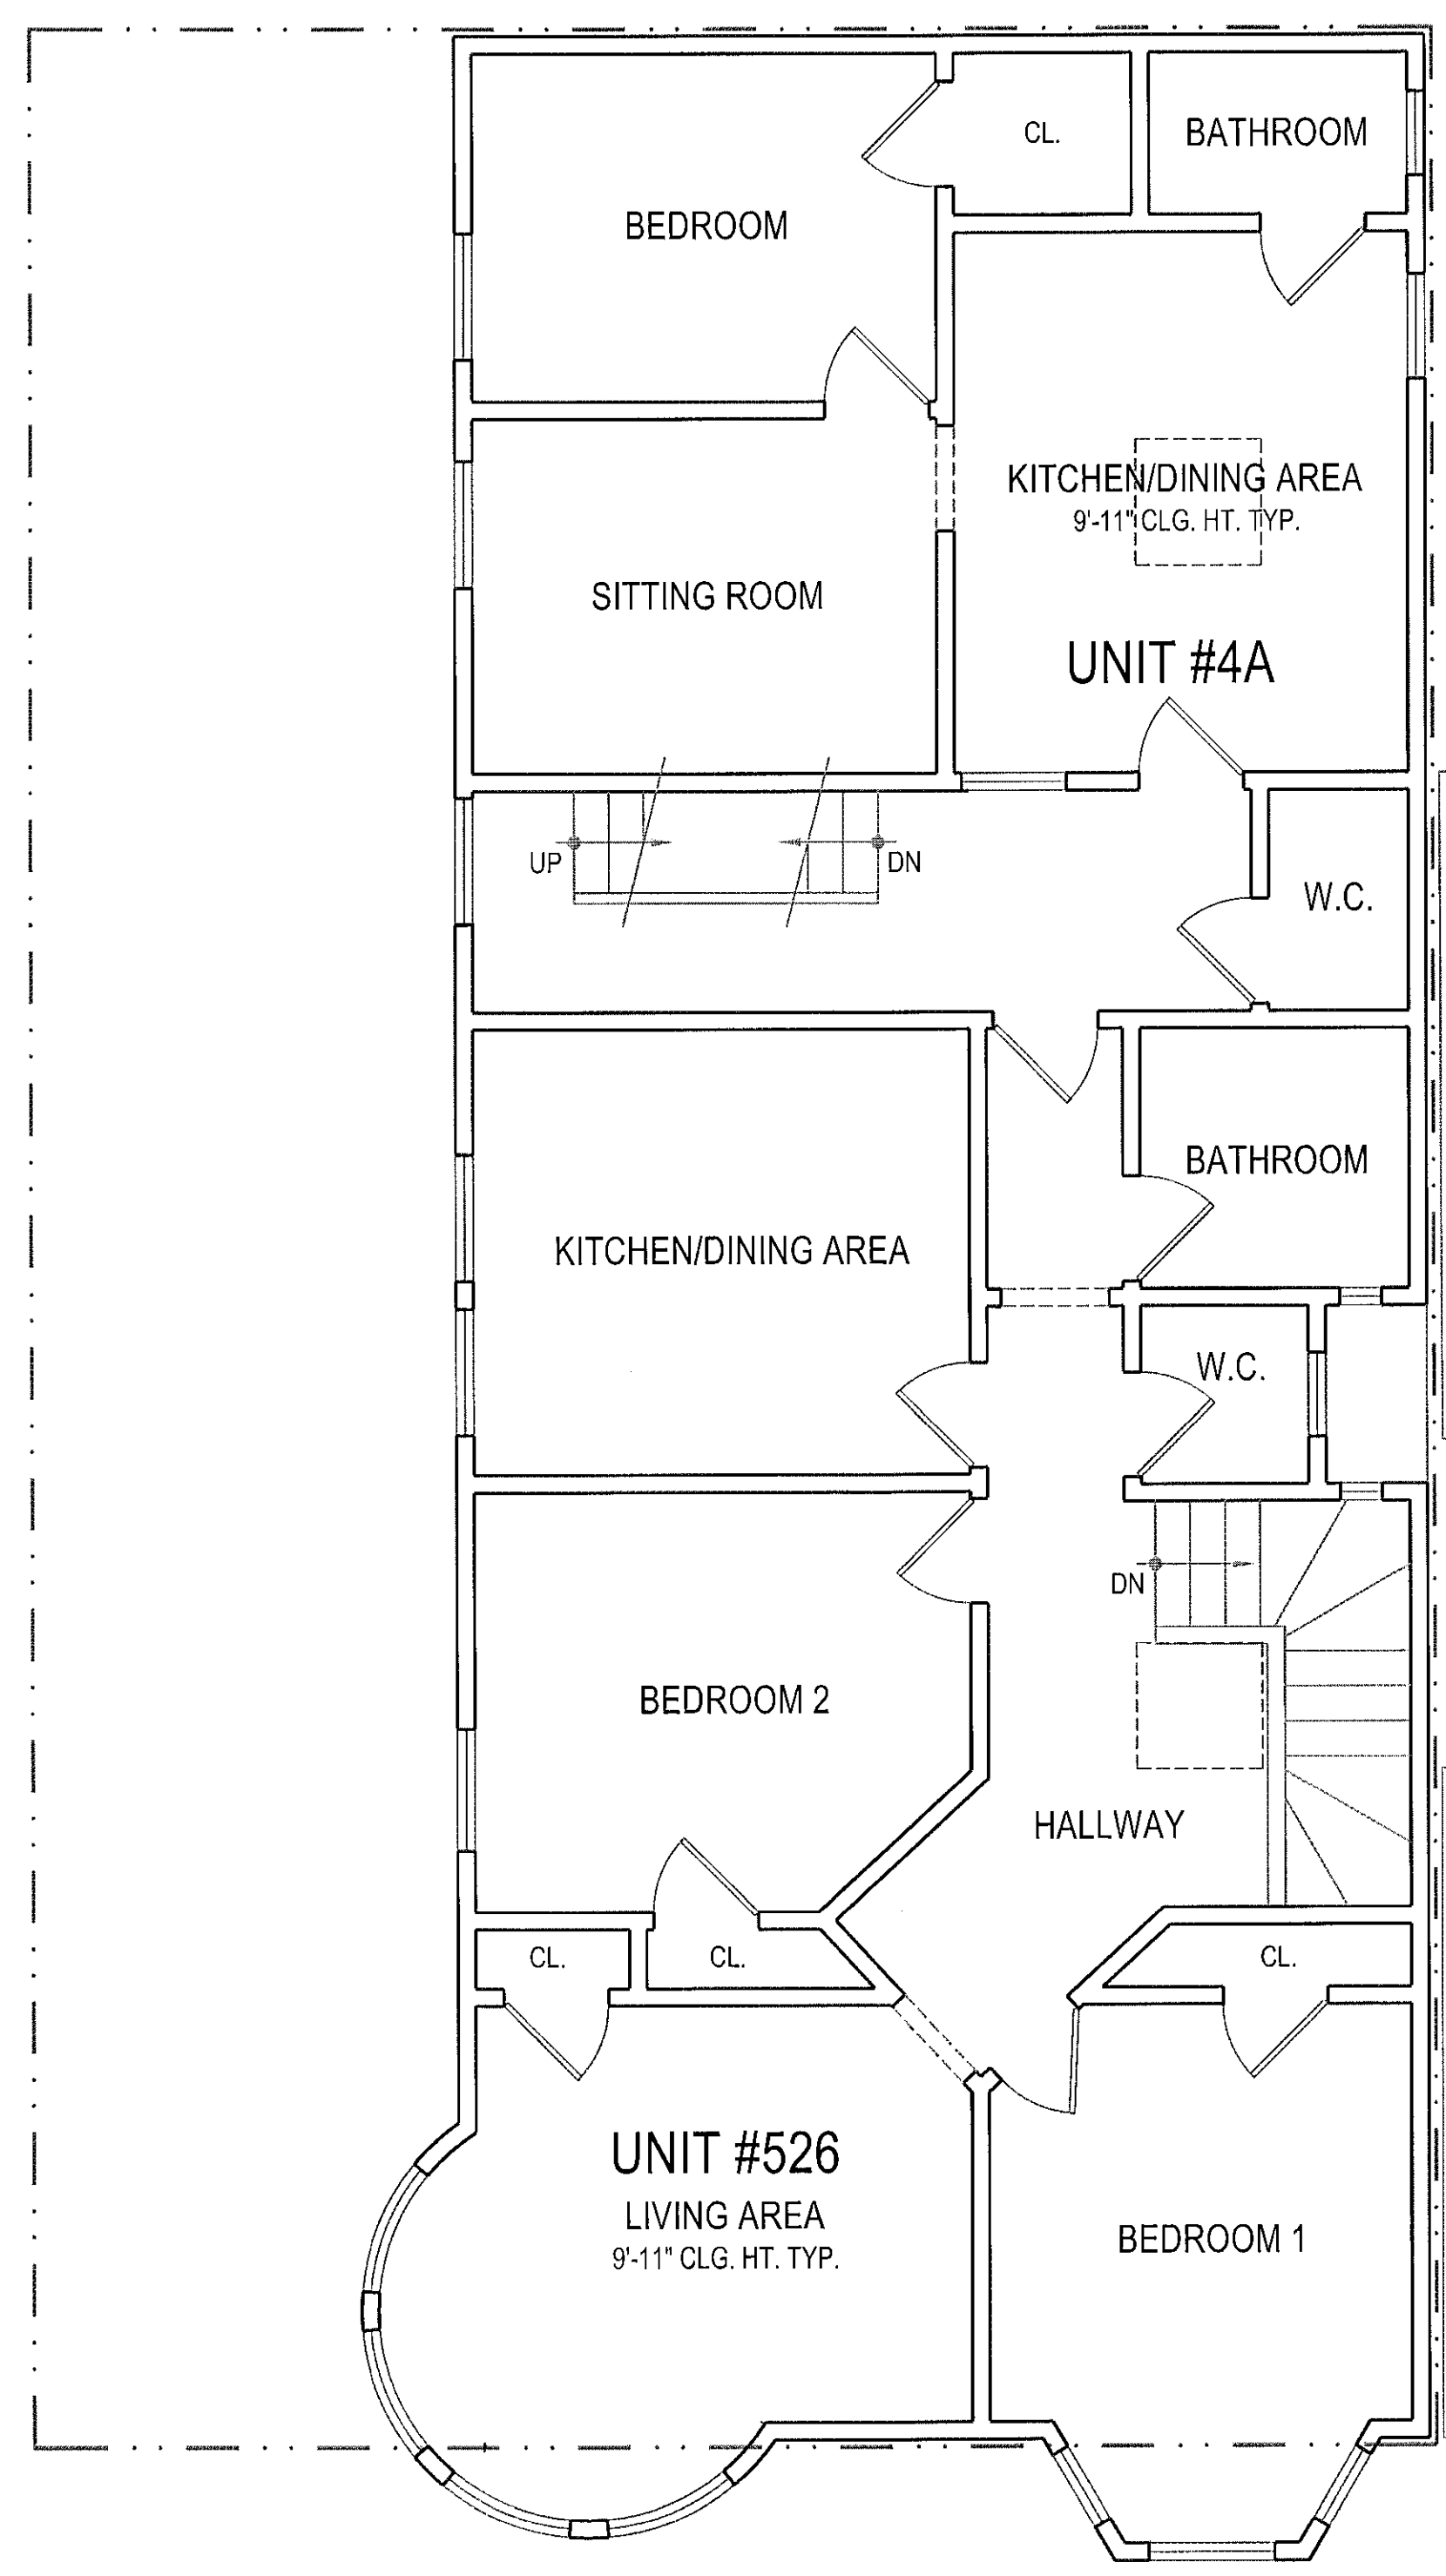 CL.
BATHROOM
BEDROOM
KITCHEN/DINING AREA
9'-11" CLG. HT. TYP.
SITTING ROOM
UNIT #4A
UP
DN
W.C.
BATHROOM
KITCHEN/DINING AREA
W.C.
DN
BEDROOM 2
HALLWAY
CL.
CL.
CL.
UNIT #526
LIVING AREA
9'-11" CLG. HT. TYP.
BEDROOM 1